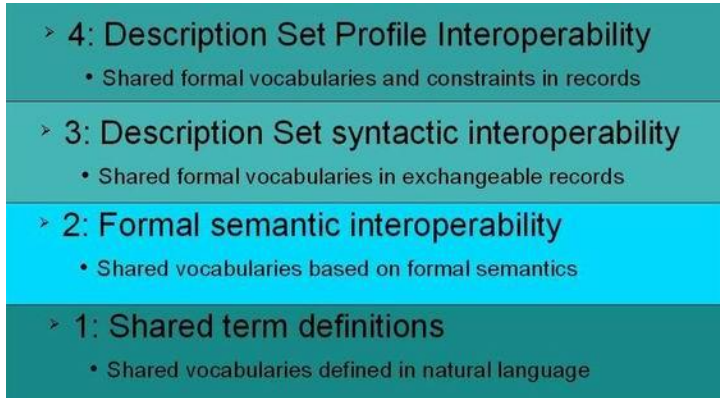 ➢ 4: Description Set Profile Interoperability
• Shared formal vocabularies and constraints in records
➢ 3: Description Set syntactic interoperability
• Shared formal vocabularies in exchangeable records
➢ 2: Formal semantic interoperability
• Shared vocabularies based on formal semantics
➢ 1: Shared term definitions
• Shared vocabularies defined in natural language